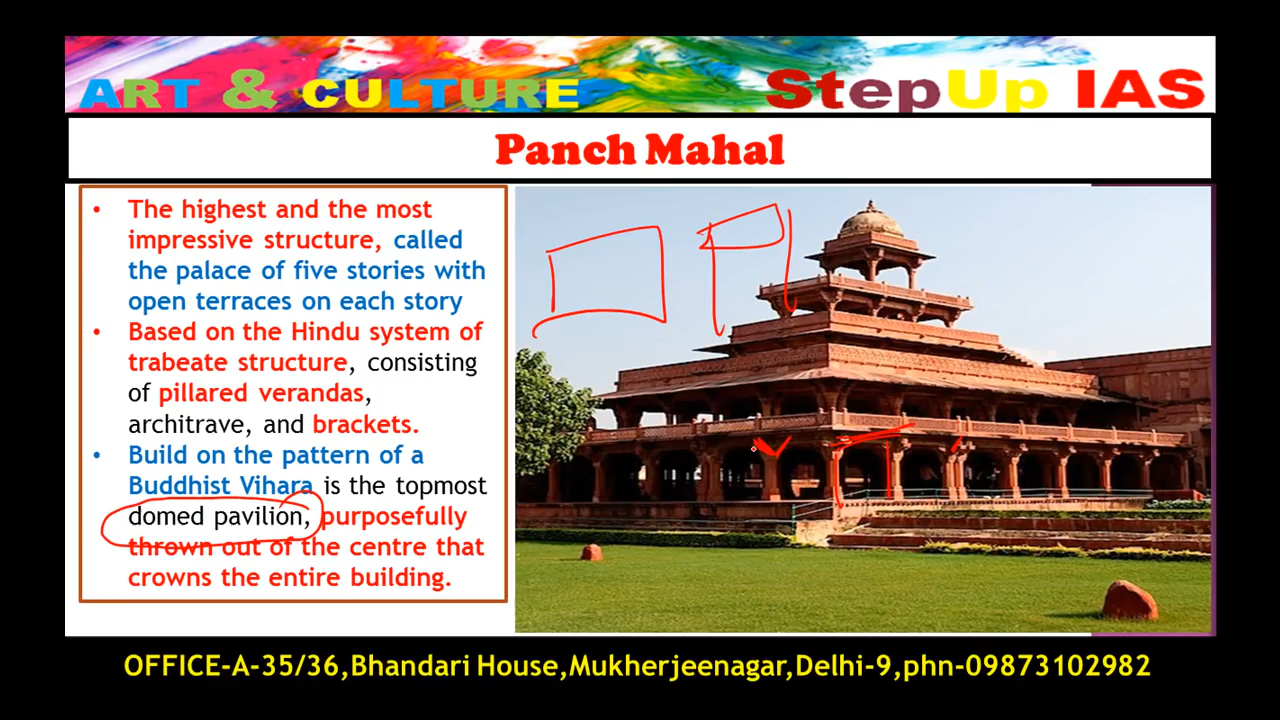 ART & CULTURE StepUp IAS
Panch Mahal
• The highest and the most
impressive structure, called
the palace of five stories with
open terraces on each story
• Based on the Hindu system of
trabeate structure, consisting
of pillared verandas,
architrave, and brackets.
• Build on the pattern of a
Buddhist Vihara is the topmost
domed pavilion, purposefully
thrown out of the centre that
crowns the entire building.
OFFICE-A-35/36,Bhandari House,Mukherjeenagar,Delhi-9,phn-09873102982